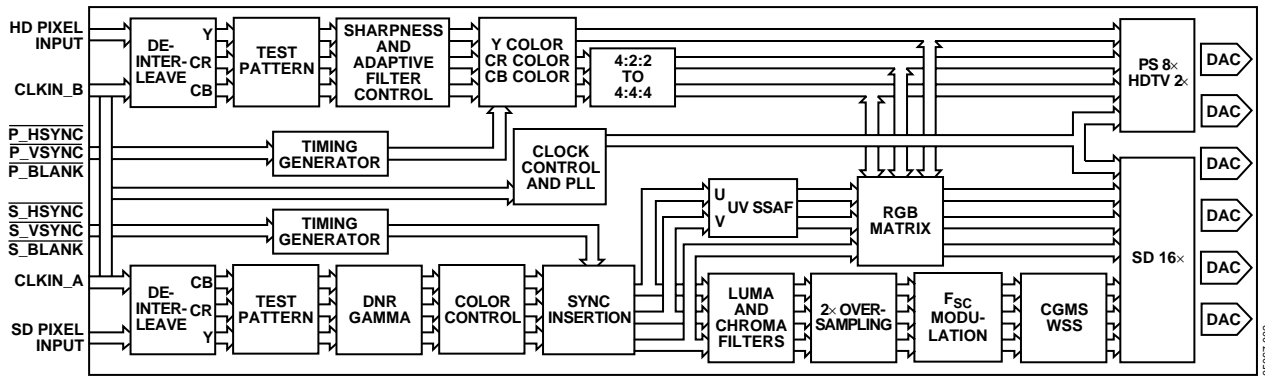 HD PIXEL
INPUT
CLKIN_B
P_HSYNC
P_VSYNC
P_BLANK
S_HSYNC
S_VSYNC
S_BLANK
CLKIN_A
SD PIXEL
INPUT
DE-
INTER-
LEAVE
Y
CR
CB
TEST
PATTERN
SHARPNESS
AND
ADAPTIVE
FILTER
CONTROL
Y COLOR
CR COLOR
CB COLOR
4:2:2
TO
4:4:4
PS 8×
HDTV 2×
TIMING
GENERATOR
CLOCK
CONTROL
AND PLL
TIMING
GENERATOR
U
V
UV SSAF
RGB
MATRIX
DE-
INTER-
LEAVE
CB
CR
Y
TEST
PATTERN
DNR
GAMMA
COLOR
CONTROL
SYNC
INSERTION
LUMA
AND
CHROMA
FILTERS
2× OVER-
SAMPLING
FSC
MODU-
LATION
CGMS
WSS
SD 16×
DAC
DAC
DAC
DAC
DAC
DAC